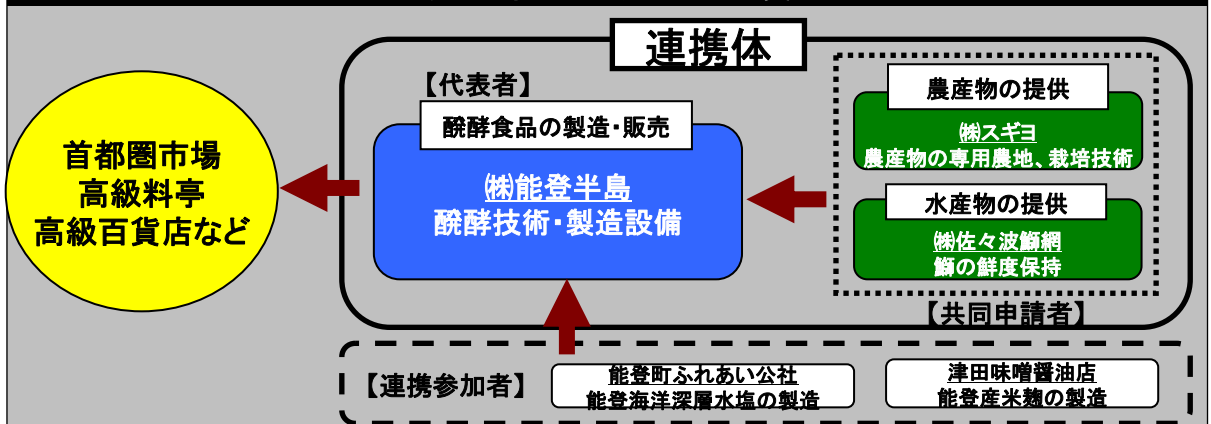 連携体
【代表者】
醗酵食品の製造・販売
㈱能登半島
醗酵技術・製造設備
農産物の提供
㈱スギヨ
農産物の専用農地、栽培技術
水産物の提供
㈱佐々波鰤網
鰤の鮮度保持
【共同申請者】
首都圏市場
高級料亭
高級百貨店など
【連携参加者】
能登町ふれあい公社
能登海洋深層水塩の製造
津田味噌醤油店
能登産米麹の製造